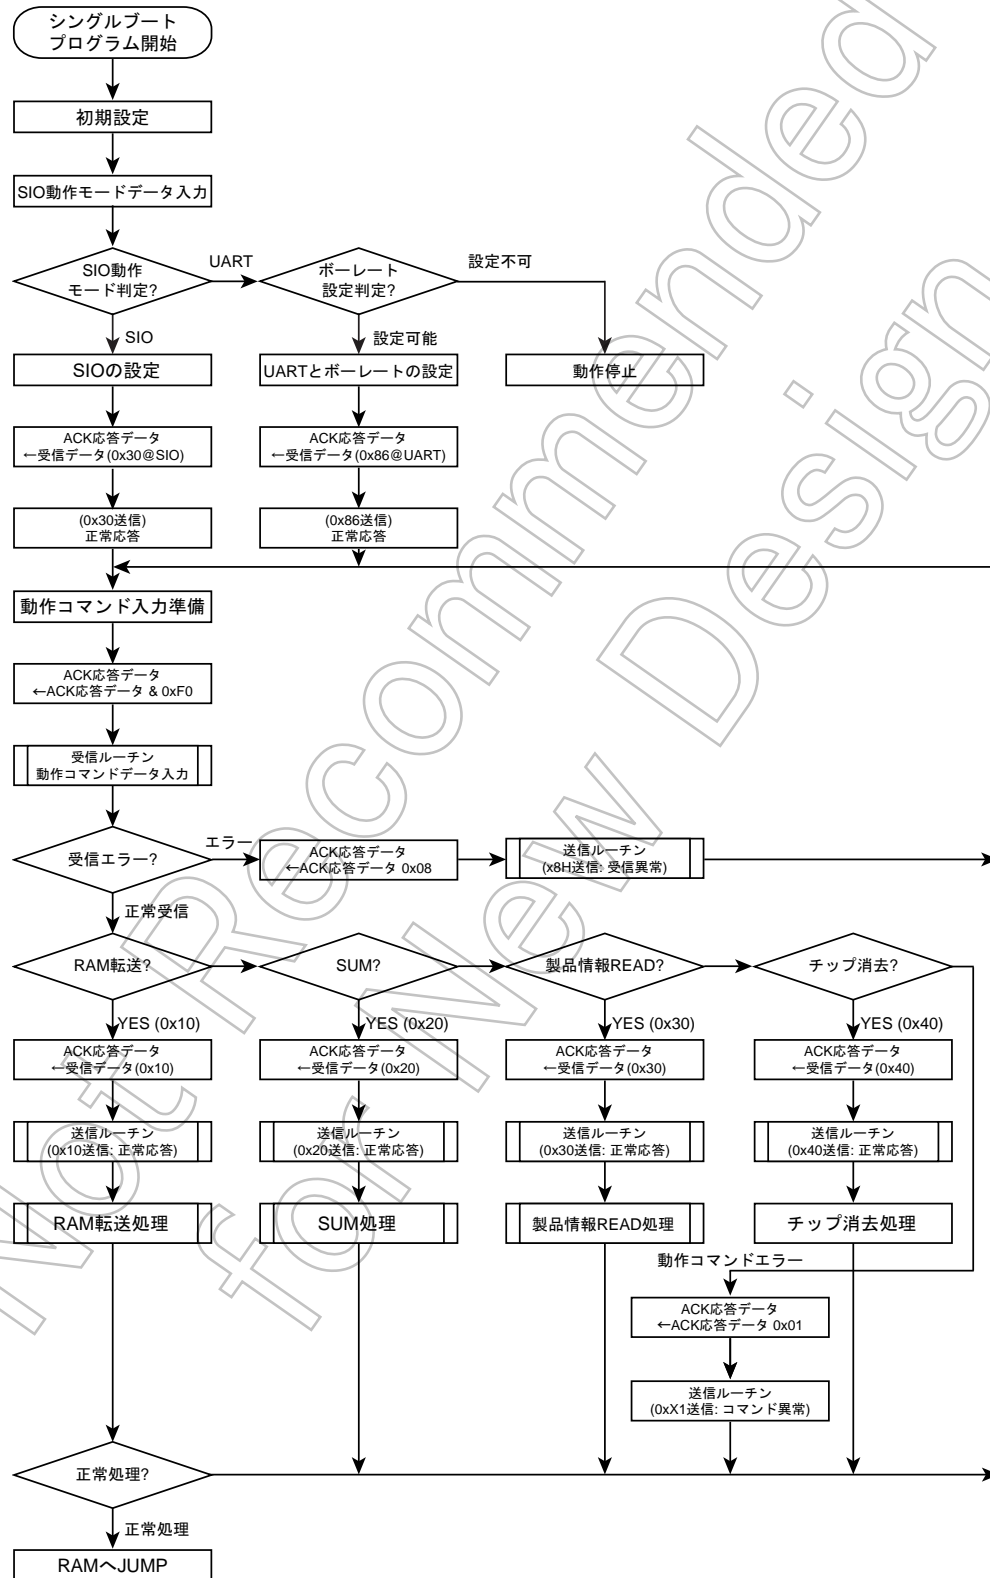 シングルブート
プログラム開始
初期設定
SIO動作モードデータ入力
SIO動作
モード判定?
UART
ボーレート
設定判定?
設定不可
SIO
設定可能
SIOの設定
UARTとボーレートの設定
動作停止
ACK応答データ
←受信データ(0x30@SIO)
ACK応答データ
←受信データ(0x86@UART)
(0x30送信)
正常応答
(0x86送信)
正常応答
動作コマンド入力準備
ACK応答データ
←ACK応答データ & 0xF0
受信ルーチン
動作コマンドデータ入力
受信エラー?
エラー
ACK応答データ
←ACK応答データ 0x08
送信ルーチン
(x8H送信: 受信異常)
正常受信
RAM転送?
SUM?
製品情報READ?
チップ消去?
YES (0x10)
YES (0x20)
YES (0x30)
YES (0x40)
ACK応答データ
←受信データ(0x10)
ACK応答データ
←受信データ(0x20)
ACK応答データ
←受信データ(0x30)
ACK応答データ
←受信データ(0x40)
送信ルーチン
(0x10送信: 正常応答)
送信ルーチン
(0x20送信: 正常応答)
送信ルーチン
(0x30送信: 正常応答)
送信ルーチン
(0x40送信: 正常応答)
RAM転送処理
SUM処理
製品情報READ処理
チップ消去処理
動作コマンドエラー
ACK応答データ
←ACK応答データ 0x01
送信ルーチン
(0xX1送信: コマンド異常)
正常処理?
正常処理
RAMへJUMP
Not Recommended
for New Design